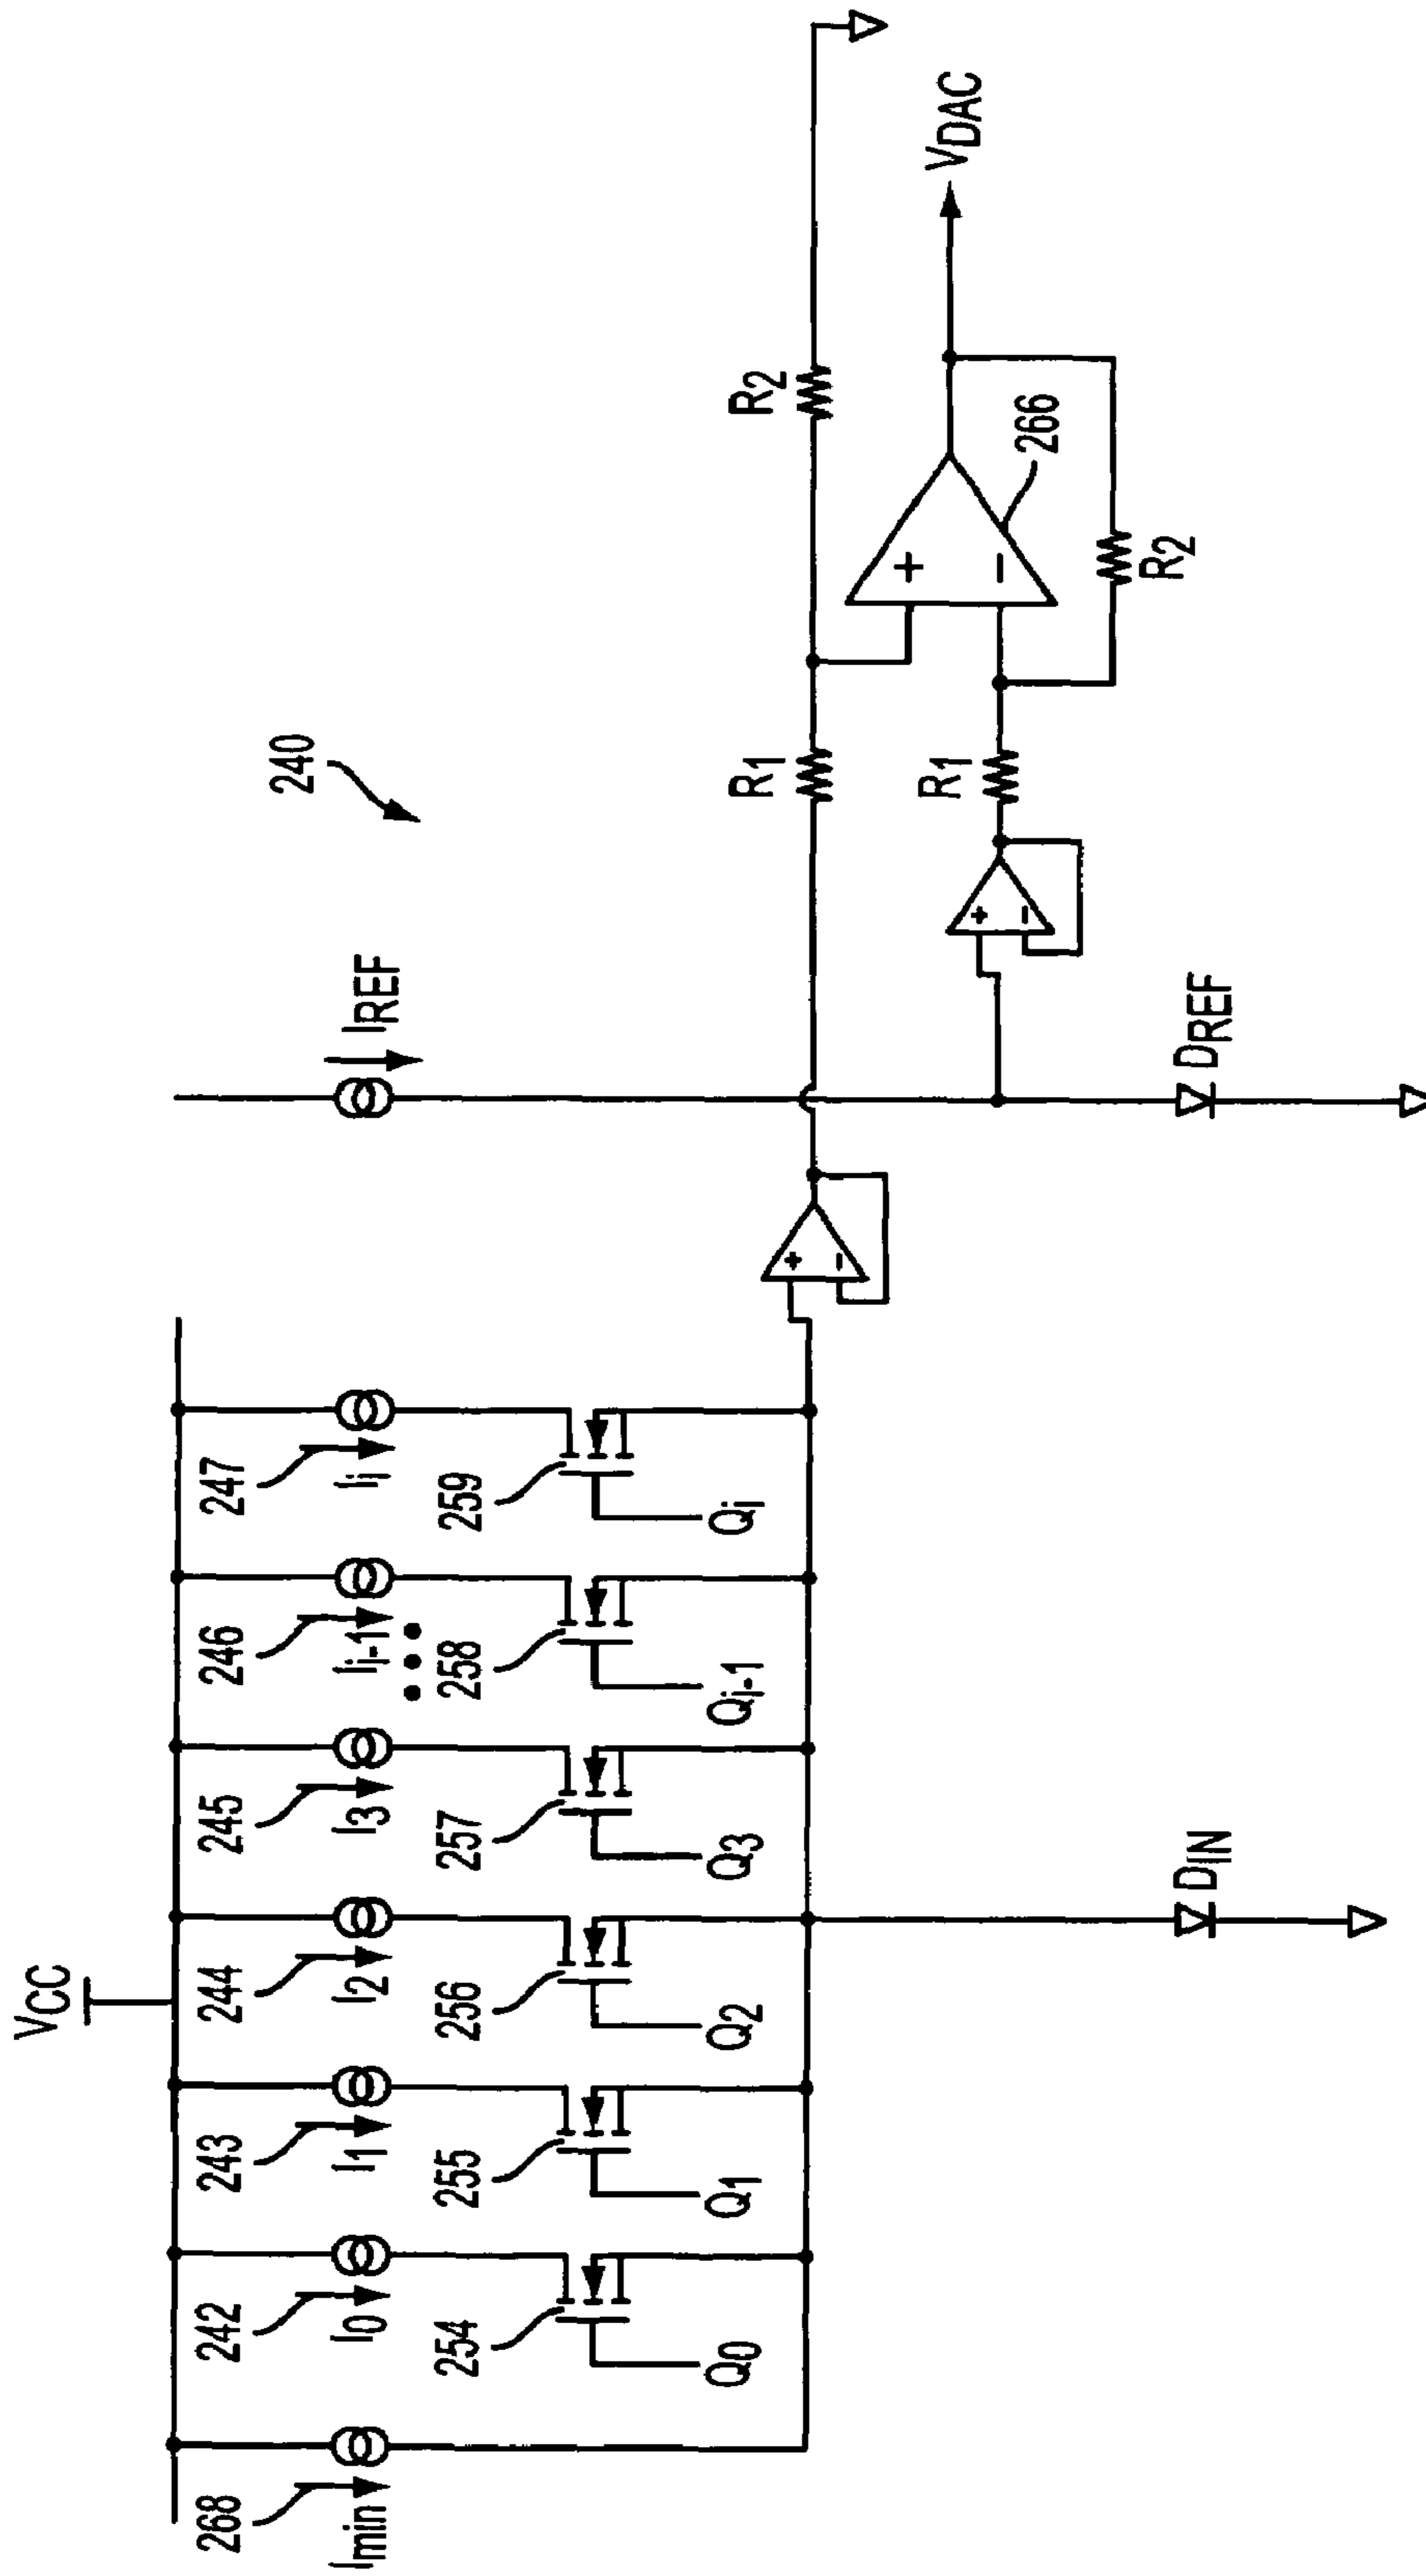 VCC
268
242
243
244
245
246
247
Imin
I0
I1
I2
I3
Ii-1
Ii
IREF
240
254
255
256
257
258
259
Q0
Q1
Q2
Q3
Qi-1
Qi
+
−
R1
R2
+
−
R1
+
−
266
VDAC
R2
DIN
DREF